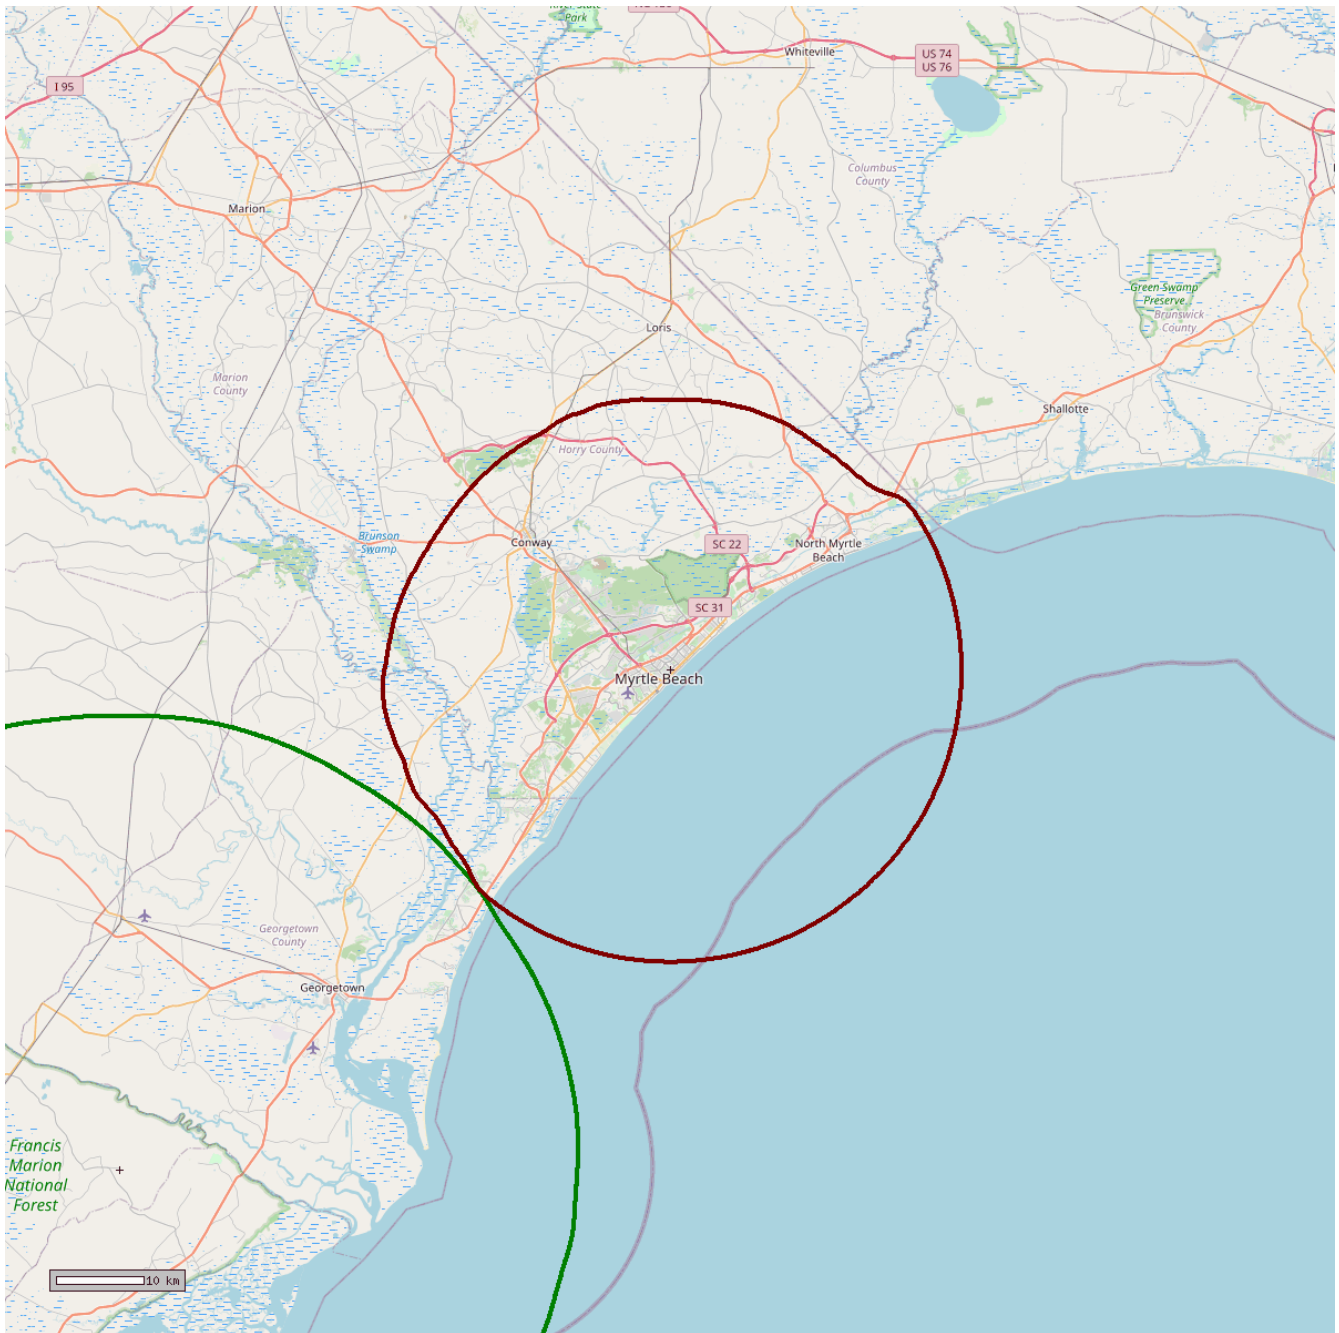 Park
Whiteville
US 74
US 76
I 95
Columbus
County
Marion
Green Swamp
Preserve
Brunswick
County
Loris
Marion
County
Shallotte
Horry County
Conway
Brunson
Swamp
SC 22
North Myrtle
Beach
SC 31
Myrtle Beach
Georgetown
County
Georgetown
Francis
Marion
National
Forest
10 km